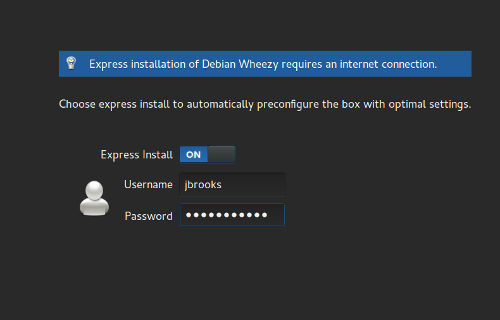 Express installation of Debian Wheezy requires an internet connection.
Choose express install to automatically preconfigure the box with optimal settings.
Express Install ON
Username jbrooks
Password ●●●●●●●●●●●